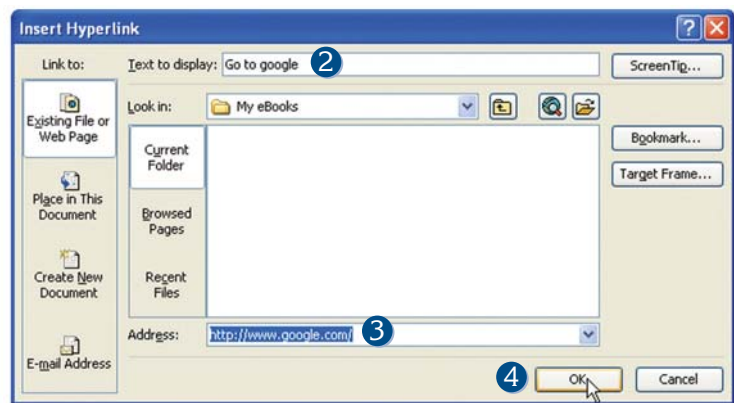 Insert Hyperlink
Link to:
Text to display: Go to google 2
ScreenTip...
Existing File or
Web Page
Look in: My eBooks
Current
Folder
Bookmark...
Target Frame...
Place in This
Document
Browsed
Pages
Create New
Document
Recent
Files
Address: http://www.google.com/ 3
E-mail Address
4 OK Cancel